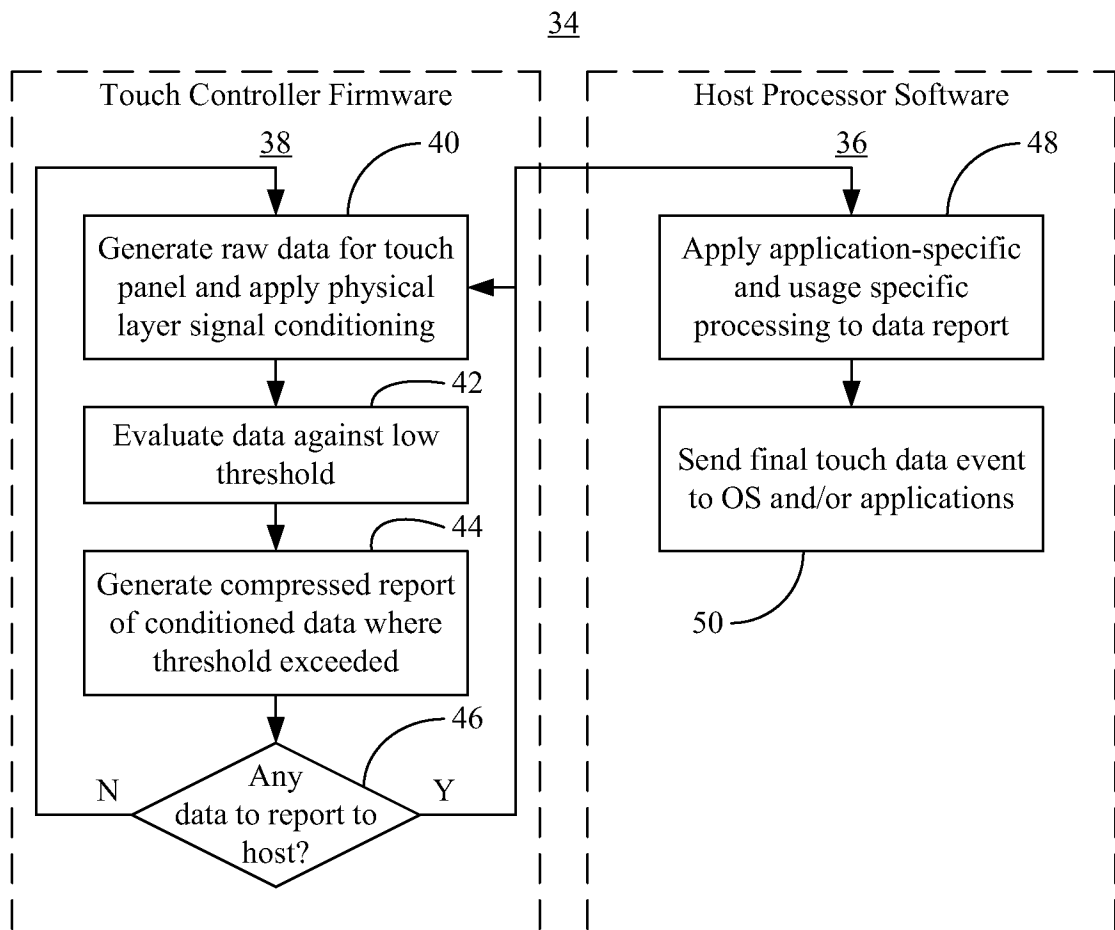 34
Touch Controller Firmware
38
40
Generate raw data for touch
panel and apply physical
layer signal conditioning
42
Evaluate data against low
threshold
44
Generate compressed report
of conditioned data where
threshold exceeded
46
Any
data to report to
host?
N
Y
Host Processor Software
36
48
Apply application-specific
and usage specific
processing to data report
Send final touch data event
to OS and/or applications
50